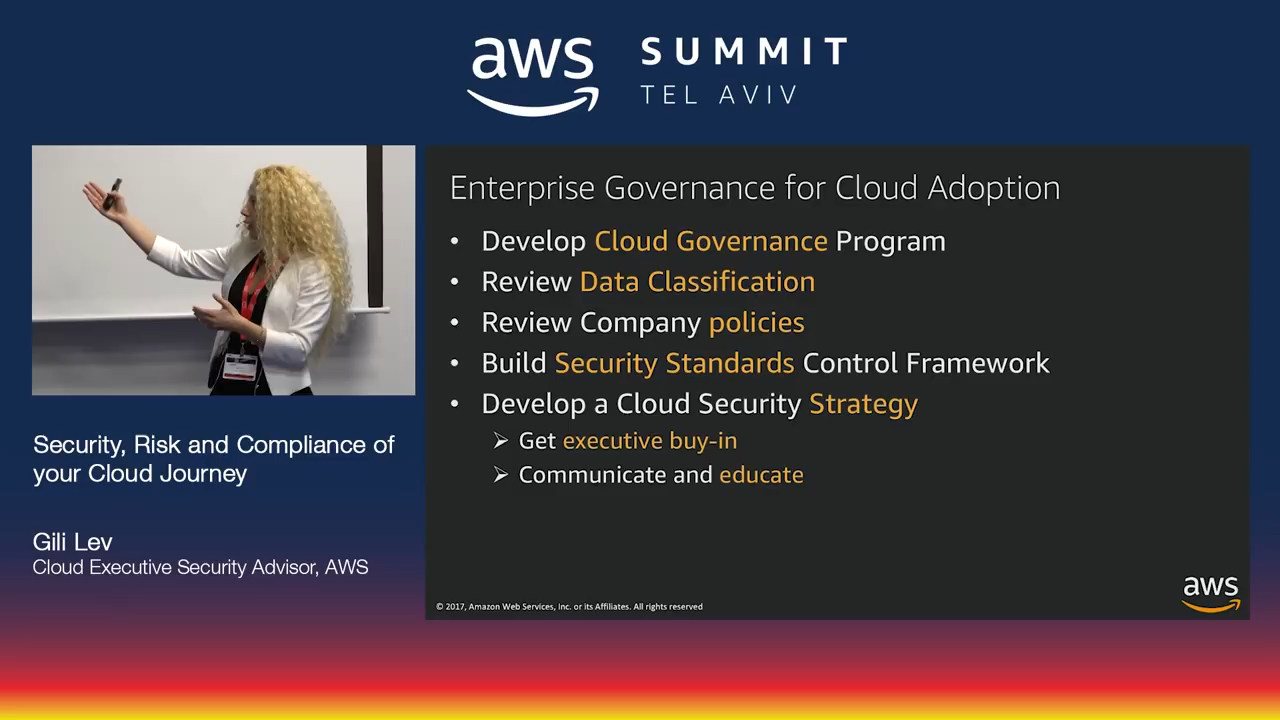 aws
SUMMIT
TEL AVIV
Enterprise Governance for Cloud Adoption
• Develop Cloud Governance Program
• Review Data Classification
• Review Company policies
• Build Security Standards Control Framework
• Develop a Cloud Security Strategy
➢ Get executive buy-in
➢ Communicate and educate
© 2017, Amazon Web Services, Inc. or its Affiliates. All rights reserved
aws
Security, Risk and Compliance of
your Cloud Journey
Gili Lev
Cloud Executive Security Advisor, AWS